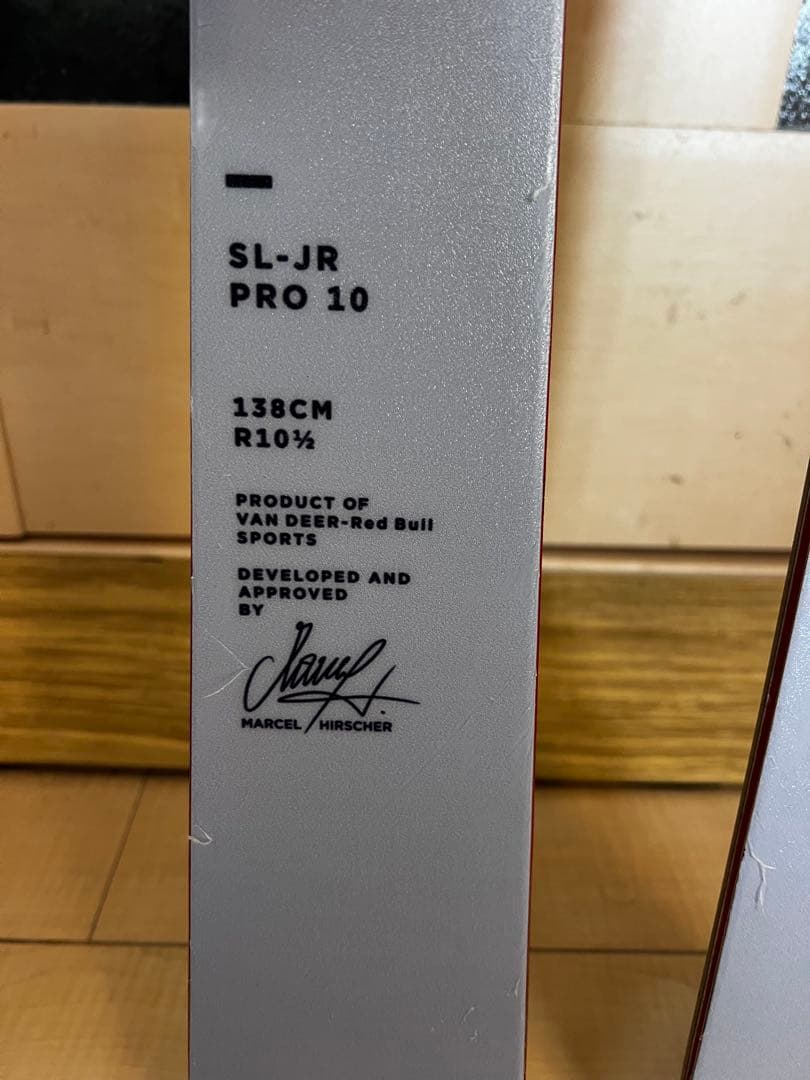 SL-JR
PRO 10
138CM
R10½
PRODUCT OF
VAN DEER-Red Bull
SPORTS
DEVELOPED AND
APPROVED
BY
Marcel H.
MARCEL HIRSCHER